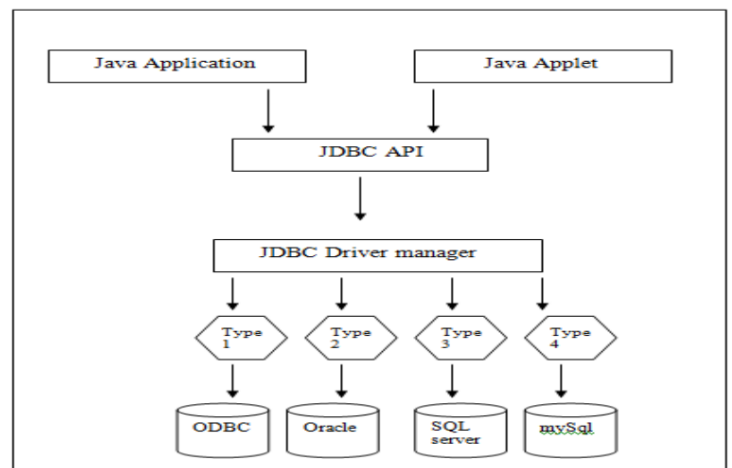 Java Application
Java Applet
JDBC API
JDBC Driver manager
Type
1
Type
2
Type
3
Type
4
ODBC
Oracle
SQL
server
mySql